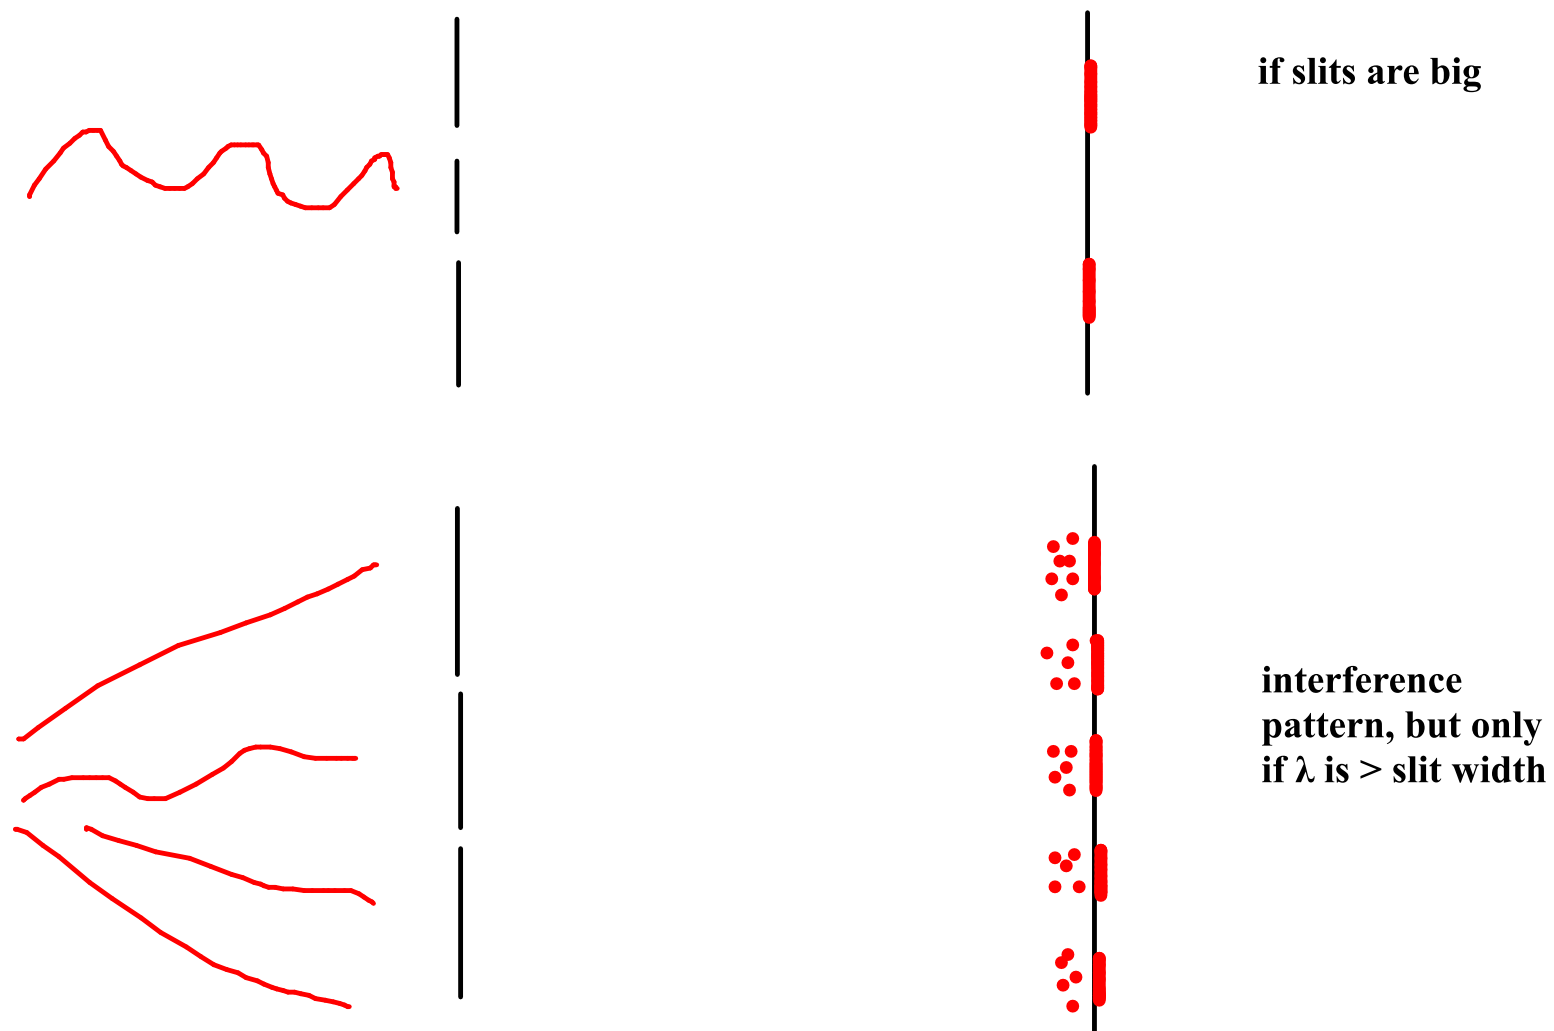 if slits are big
interference
pattern, but only
if λ is > slit width